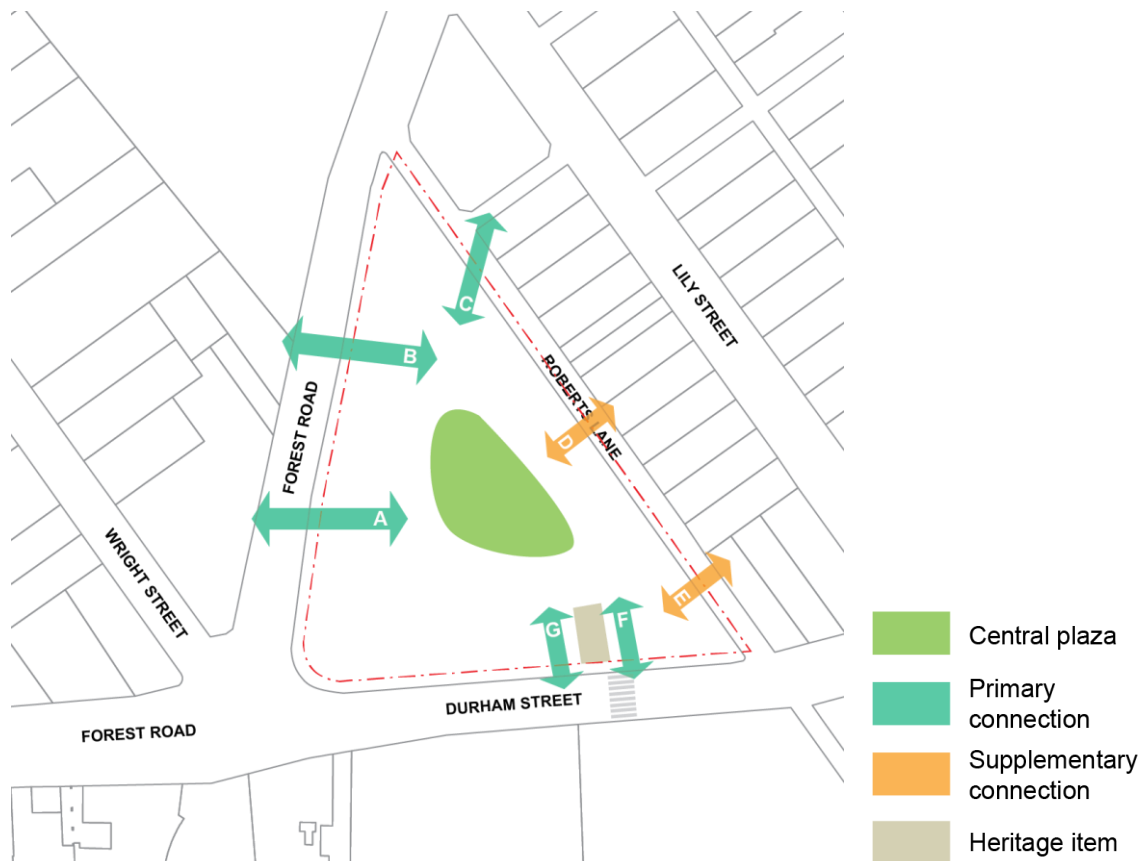 C
LILY STREET
B
ROBERTS LANE
FOREST ROAD
D
A
WRIGHT STREET
E
G
F
DURHAM STREET
FOREST ROAD
Central plaza
Primary
connection
Supplementary
connection
Heritage item